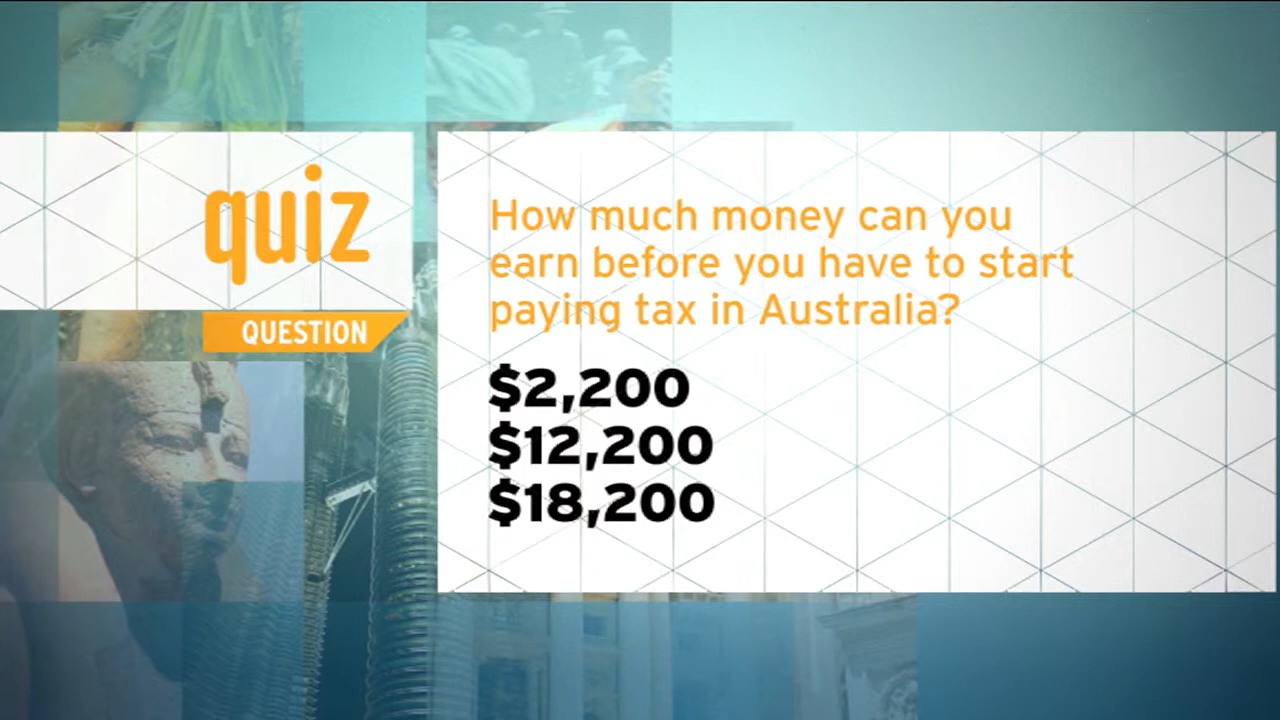 quiz
QUESTION
How much money can you
earn before you have to start
paying tax in Australia?
$2,200
$12,200
$18,200